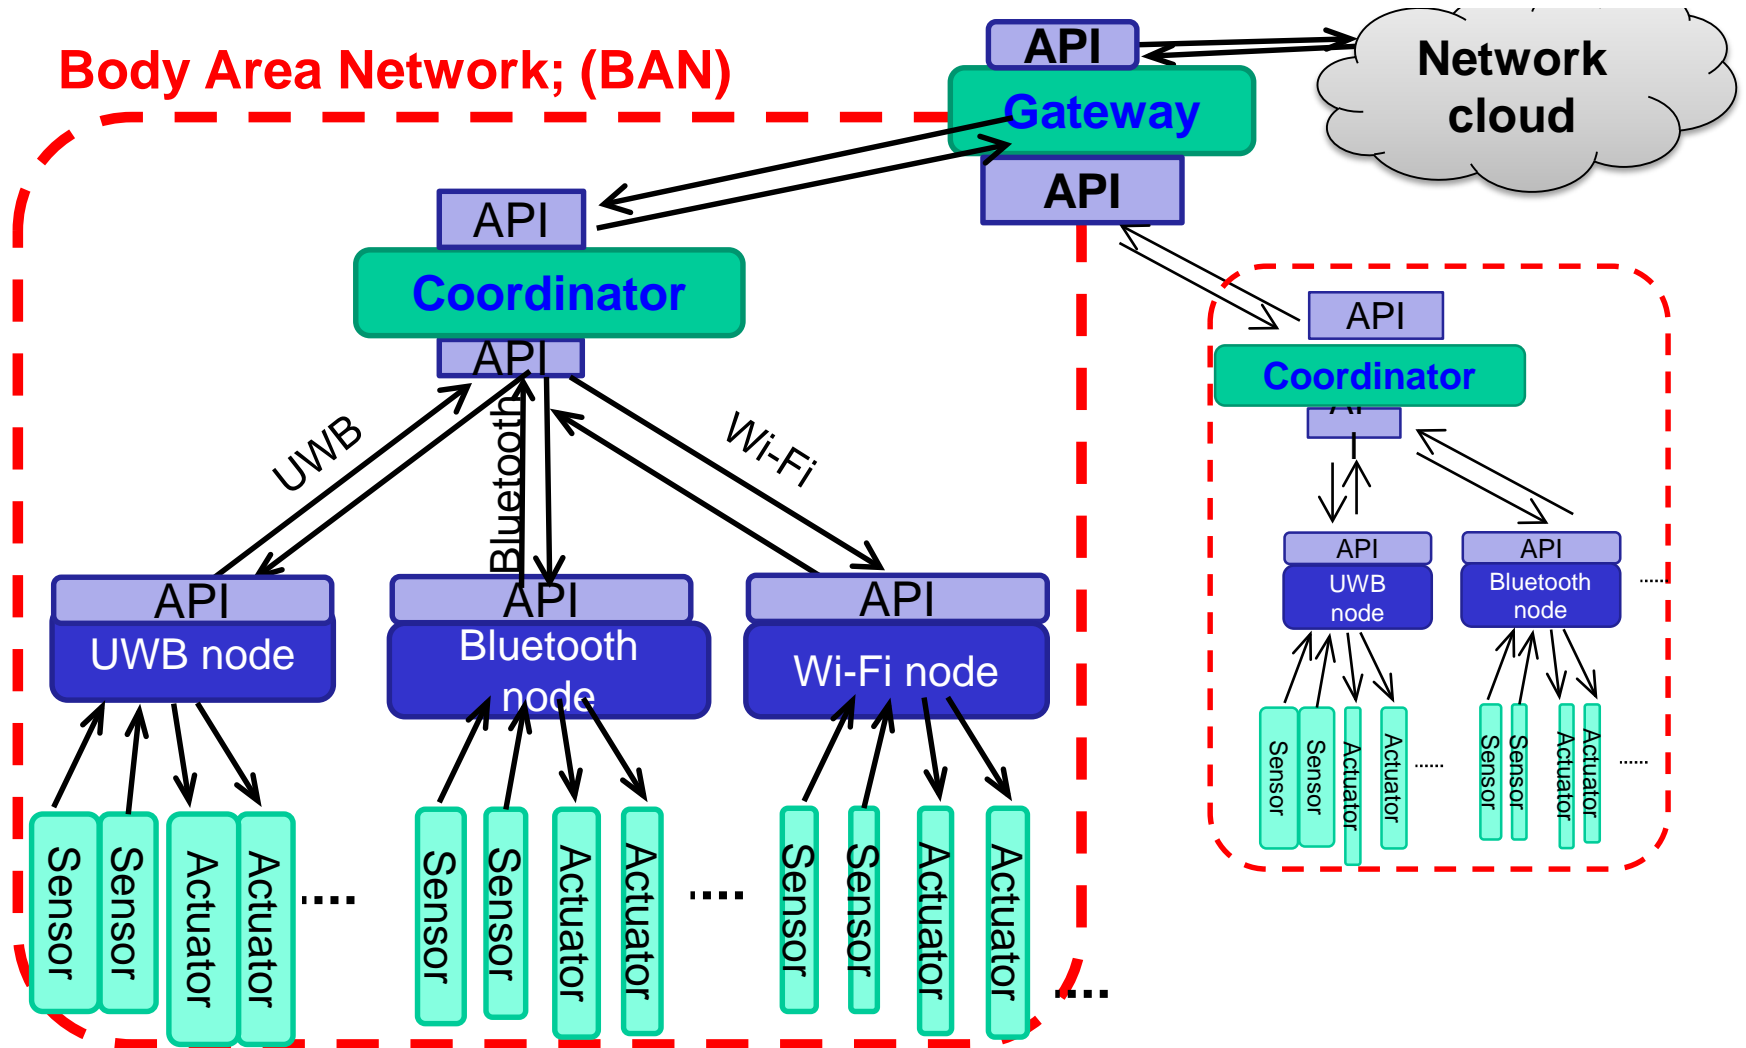 Body Area Network; (BAN)
API
Gateway
API
Network
cloud
API
Coordinator
API
UWB
Bluetooth
Wi-Fi
API
UWB node
API
Bluetooth
node
API
Wi-Fi node
Sensor
Sensor
Actuator
Actuator
.....
Sensor
Sensor
Actuator
Actuator
.....
Sensor
Sensor
Actuator
Actuator
.....
API
Coordinator
API
API
UWB
node
API
Bluetooth
node
......
Sensor
Sensor
Actuator
Actuator
......
Sensor
Sensor
Actuator
Actuator
......